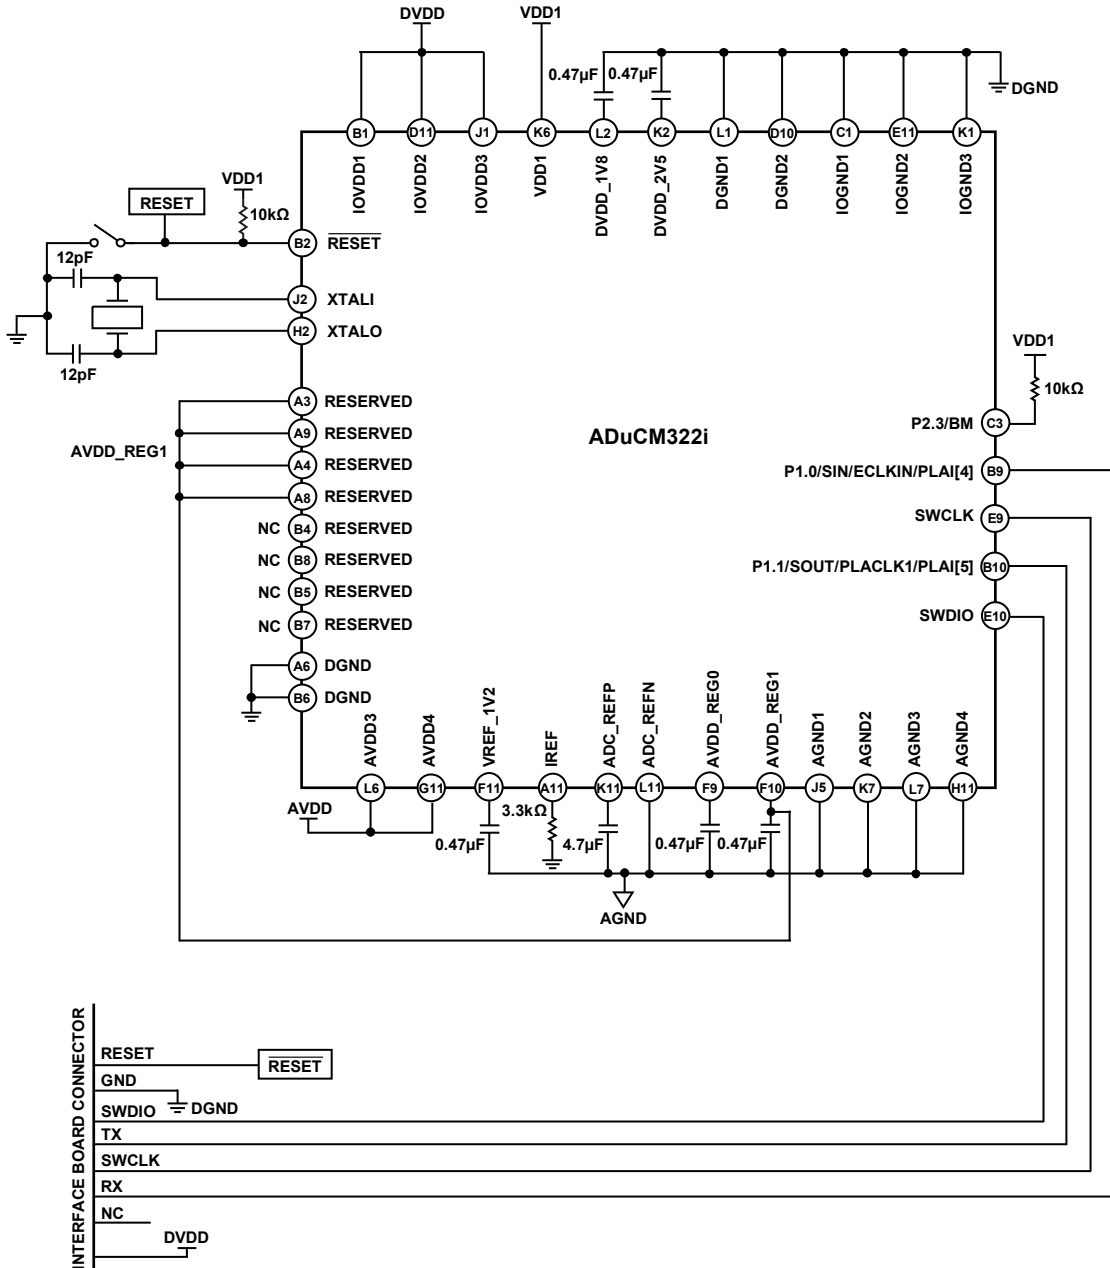 DVDD
VDD1
0.47µF
0.47µF
DGND
B1
D11
J1
K6
L2
K2
L1
D10
C1
E11
K1
IOVDD1
IOVDD2
IOVDD3
VDD1
DVDD_1V8
DVDD_2V5
DGND1
DGND2
IOGND1
IOGND2
IOGND3
VDD1
RESET
10kΩ
B2
RESET
12pF
J2
XTALI
H2
XTALO
12pF
VDD1
10kΩ
A3 RESERVED
A9 RESERVED
AVDD_REG1
A4 RESERVED
A8 RESERVED
NC B4 RESERVED
NC B8 RESERVED
NC B5 RESERVED
NC B7 RESERVED
A6 DGND
B6 DGND
ADuCM322i
P2.3/BM C3
P1.0/SIN/ECLKIN/PLAI[4] B9
SWCLK E9
P1.1/SOUT/PLACLK1/PLAI[5] B10
SWDIO E10
AVDD3
AVDD4
VREF_1V2
IREF
ADC_REFP
ADC_REFN
AVDD_REG0
AVDD_REG1
AGND1
AGND2
AGND3
AGND4
L6
G11
F11
A11
K11
L11
F9
F10
J5
K7
L7
H11
AVDD
3.3kΩ
0.47µF
4.7µF
0.47µF
0.47µF
AGND
INTERFACE BOARD CONNECTOR
RESET
RESET
GND
DGND
SWDIO
TX
SWCLK
RX
NC
DVDD